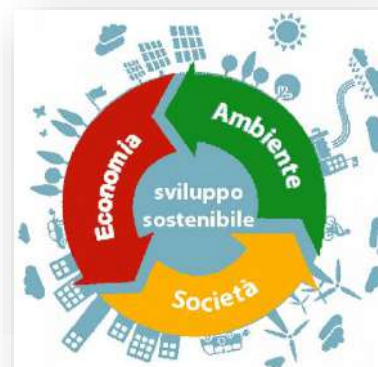 Economia
Ambiente
sviluppo
sostenibile
Società